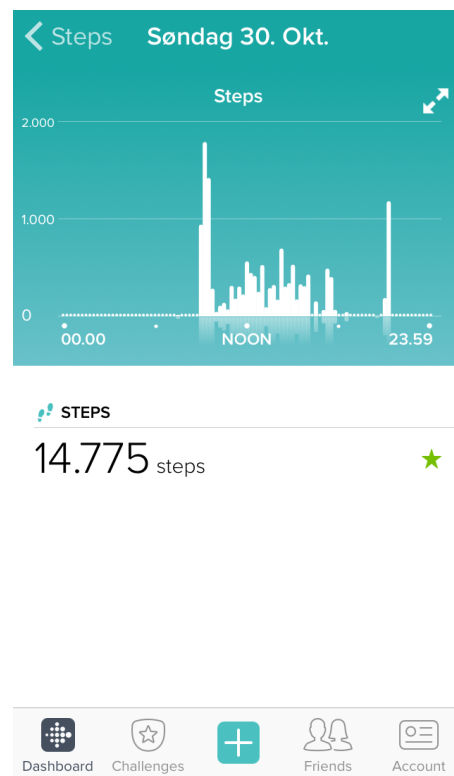 Steps Søndag 30. Okt.
Steps
2.000
1.000
0
00.00 NOON 23.59
STEPS
14.775 steps
Dashboard Challenges Friends Account